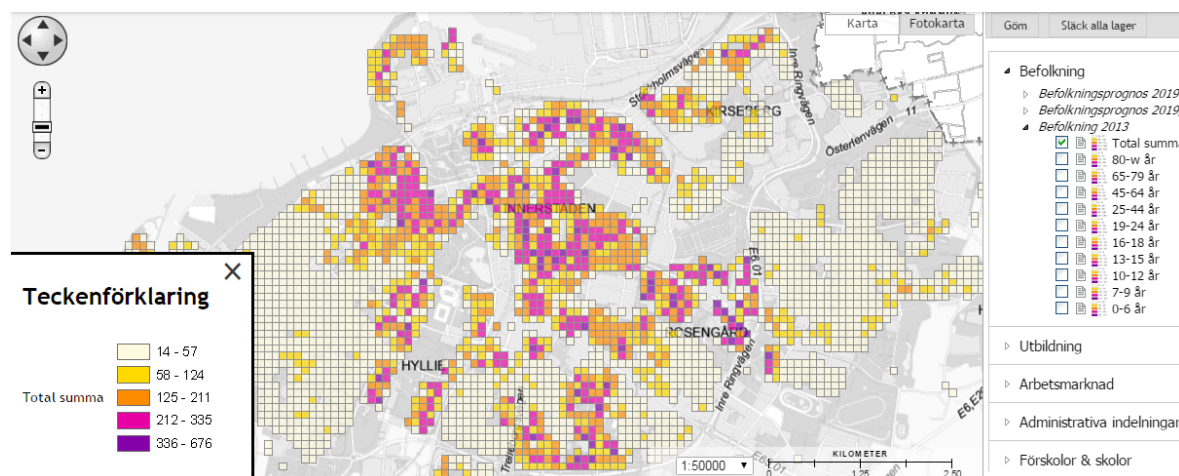 Karta
Fotokarta
Göm
Släck alla lager
Stockholmsvägen
Inre Ringvägen
KIRSEBERG
11
Österlenvägen
INNERSTADEN
E6.01
ROSENGÅRD
HYLLIE
Inre Ringvägen
E6.01
KILOMETER
1:50000
0
1.25
2.50
Teckenförklaring
14 - 57
58 - 124
Total summa
125 - 211
212 - 335
336 - 676
Befolkning
Befolkningsprognos 2019
Befolkningsprognos 2019
Befolkning 2013
Total summa
80-w år
65-79 år
45-64 år
25-44 år
19-24 år
16-18 år
13-15 år
10-12 år
7-9 år
0-6 år
Utbildning
Arbetsmarknad
Administrativa indelningar
Förskolor & skolor